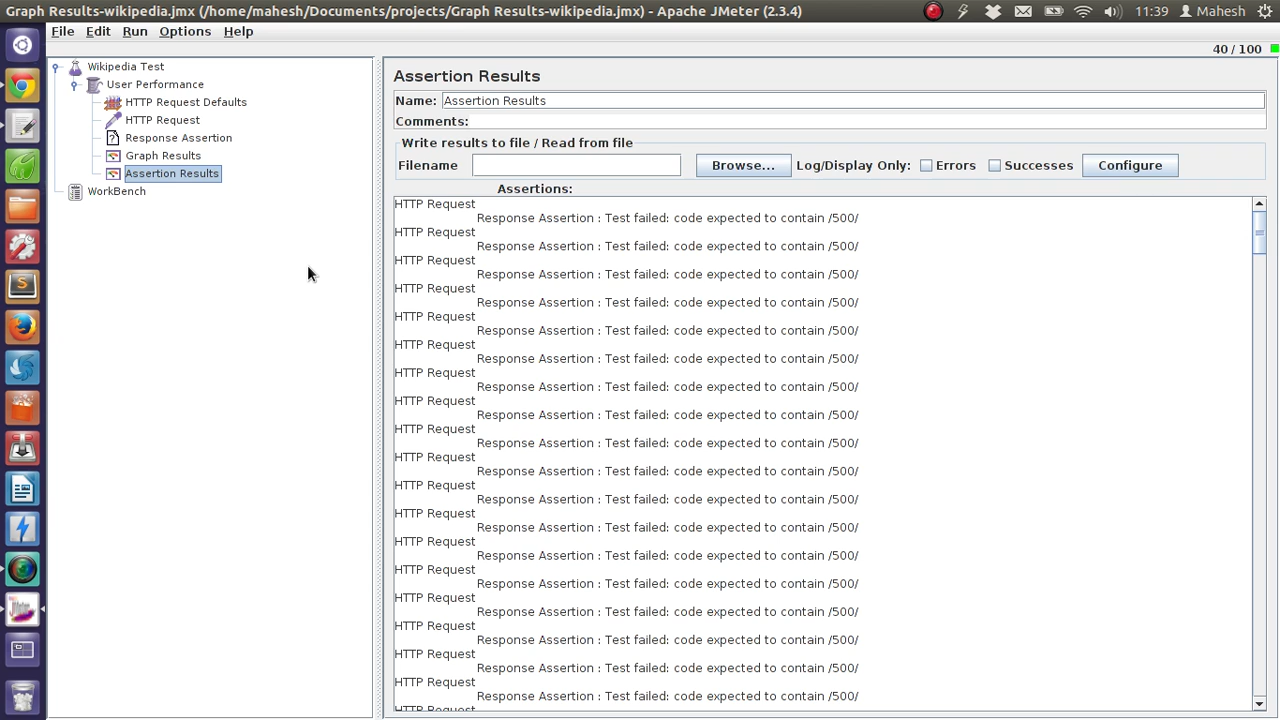 Graph Results-wikipedia.jmx (/home/mahesh/Documents/projects/Graph Results-wikipedia.jmx) - Apache JMeter (2.3.4) 11:39 Mahesh
File Edit Run Options Help
40 / 100
Wikipedia Test
User Performance
HTTP Request Defaults
HTTP Request
Response Assertion
Graph Results
Assertion Results
WorkBench
Assertion Results
Name: Assertion Results
Comments:
Write results to file / Read from file
Filename Browse... Log/Display Only: Errors Successes Configure
Assertions:
HTTP Request
Response Assertion : Test failed: code expected to contain /500/
HTTP Request
Response Assertion : Test failed: code expected to contain /500/
HTTP Request
Response Assertion : Test failed: code expected to contain /500/
HTTP Request
Response Assertion : Test failed: code expected to contain /500/
HTTP Request
Response Assertion : Test failed: code expected to contain /500/
HTTP Request
Response Assertion : Test failed: code expected to contain /500/
HTTP Request
Response Assertion : Test failed: code expected to contain /500/
HTTP Request
Response Assertion : Test failed: code expected to contain /500/
HTTP Request
Response Assertion : Test failed: code expected to contain /500/
HTTP Request
Response Assertion : Test failed: code expected to contain /500/
HTTP Request
Response Assertion : Test failed: code expected to contain /500/
HTTP Request
Response Assertion : Test failed: code expected to contain /500/
HTTP Request
Response Assertion : Test failed: code expected to contain /500/
HTTP Request
Response Assertion : Test failed: code expected to contain /500/
HTTP Request
Response Assertion : Test failed: code expected to contain /500/
HTTP Request
Response Assertion : Test failed: code expected to contain /500/
HTTP Request
Response Assertion : Test failed: code expected to contain /500/
HTTP Request
Response Assertion : Test failed: code expected to contain /500/
HTTP Request